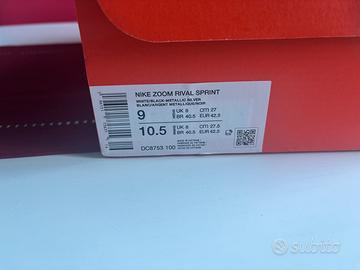 NIKE ZOOM RIVAL SPRINT
WHITE/BLACK-METALLIC SILVER
BLANC/ARGENT METALLIQUE/NOIR
9 UK 8 CM 27
BR 40.5 EUR 42.5
10.5 UK 8 CM 27.5
BR 40.5 EUR 42.5
DC8753 100
subito